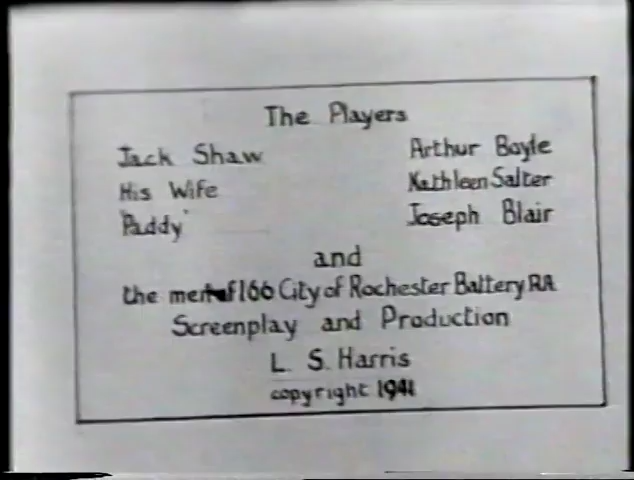 The Players
Jack Shaw Arthur Boyle
His Wife Kathleen Salter
'Paddy' Joseph Blair
and
the men of 166 City of Rochester Battery RA
Screenplay and Production
L. S. Harris
copyright 1941